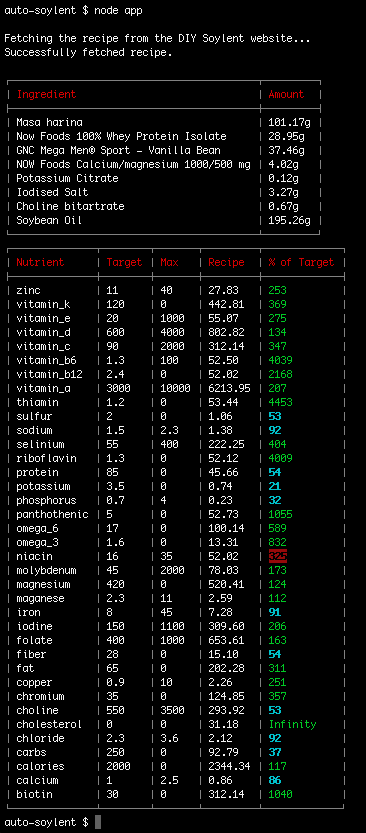 auto-soylent $ node app
Fetching the recipe from the DIY Soylent website...
Successfully fetched recipe.
Ingredient Amount
Masa harina 101.17g
Now Foods 100% Whey Protein Isolate 28.95g
GNC Mega Men® Sport – Vanilla Bean 37.46g
NOW Foods Calcium/magnesium 1000/500 mg 4.02g
Potassium Citrate 0.12g
Iodised Salt 3.27g
Choline bitartrate 0.67g
Soybean Oil 195.26g
Nutrient Target Max Recipe % of Target
zinc 11 40 27.83 253
vitamin_k 120 0 442.81 369
vitamin_e 20 1000 55.07 275
vitamin_d 600 4000 802.82 134
vitamin_c 90 2000 312.14 347
vitamin_b6 1.3 100 52.50 4039
vitamin_b12 2.4 0 52.02 2168
vitamin_a 3000 10000 6213.95 207
thiamin 1.2 0 53.44 4453
sulfur 2 0 1.06 53
sodium 1.5 2.3 1.38 92
selinium 55 400 222.25 404
riboflavin 1.3 0 52.12 4009
protein 85 0 45.66 54
potassium 3.5 0 0.74 21
phosphorus 0.7 4 0.23 32
panthothenic 5 0 52.73 1055
omega_6 17 0 100.14 589
omega_3 1.6 0 13.31 832
niacin 16 35 52.02 325
molybdenum 45 2000 78.03 173
magnesium 420 0 520.41 124
maganese 2.3 11 2.59 112
iron 8 45 7.28 91
iodine 150 1100 309.60 206
folate 400 1000 653.61 163
fiber 28 0 15.10 54
fat 65 0 202.28 311
copper 0.9 10 2.26 251
chromium 35 0 124.85 357
choline 550 3500 293.92 53
cholesterol 0 0 31.18 Infinity
chloride 2.3 3.6 2.12 92
carbs 250 0 92.79 37
calories 2000 0 2344.34 117
calcium 1 2.5 0.86 86
biotin 30 0 312.14 1040
auto-soylent $